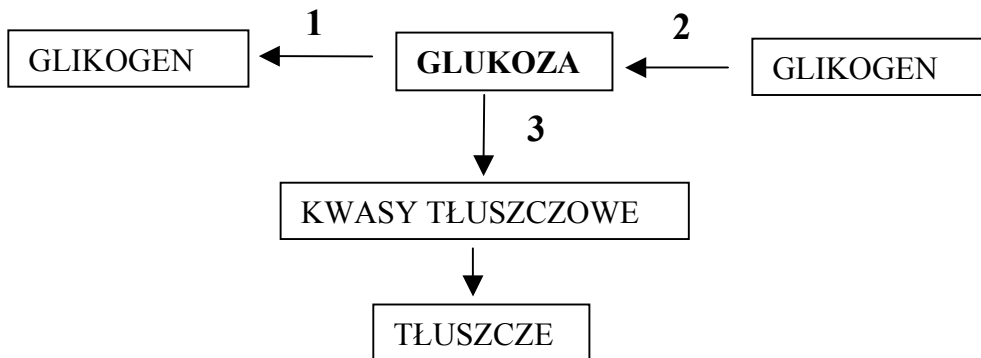 1
2
GLIKOGEN
GLUKOZA
GLIKOGEN
3
KWASY TŁUSZCZOWE
TŁUSZCZE